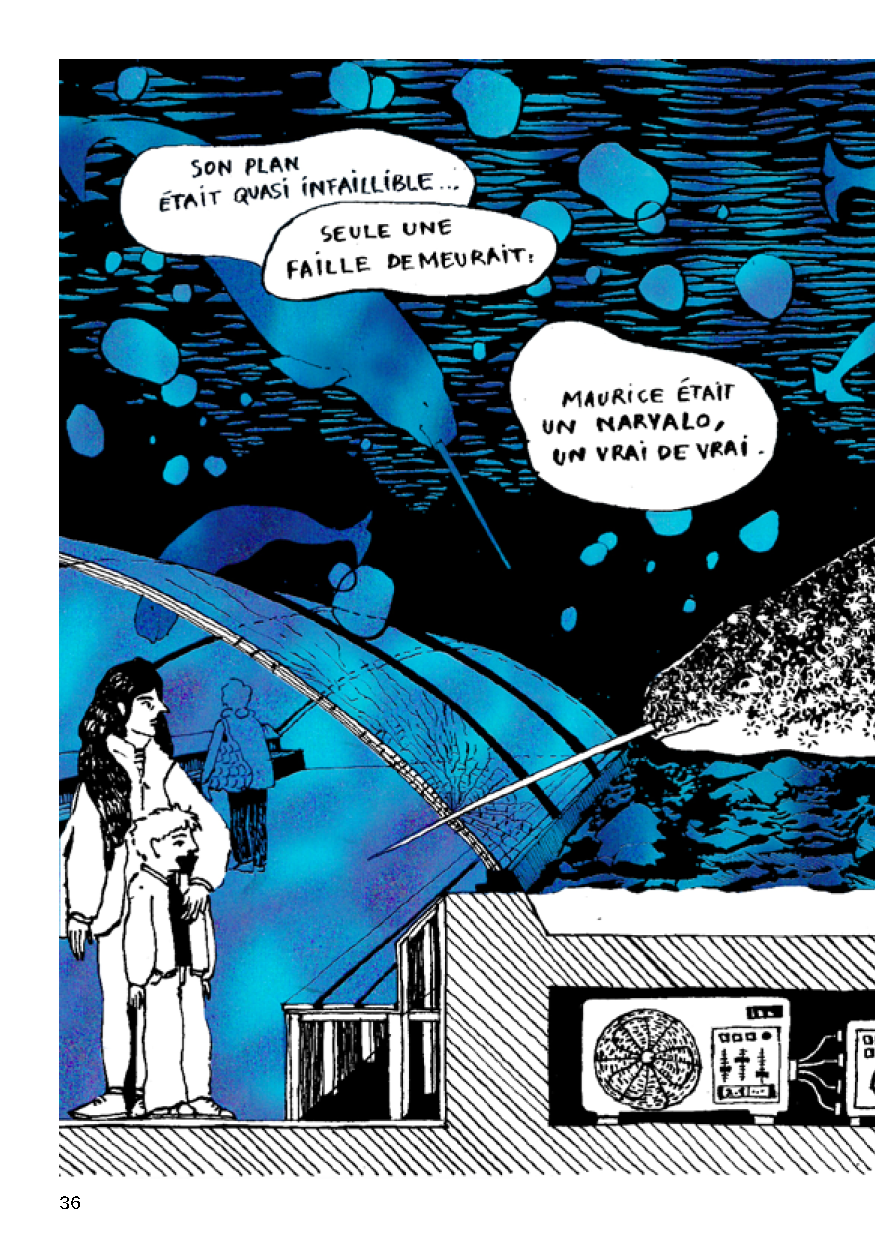 SON PLAN
ÉTAIT QUASI INFAILLIBLE...
SEULE UNE
FAILLE DEMEURAIT:
MAURICE ÉTAIT
UN NARVALO,
UN VRAI DE VRAI.
36